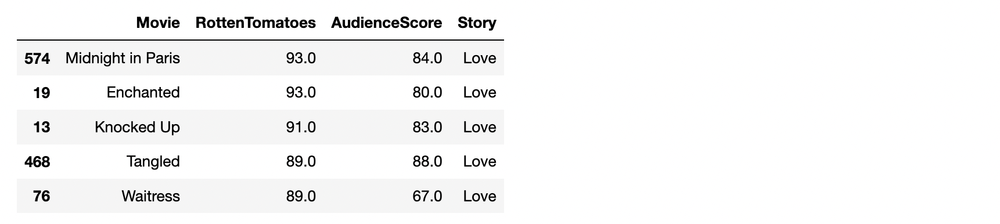 Movie RottenTomatoes AudienceScore Story
574 Midnight in Paris 93.0 84.0 Love
19 Enchanted 93.0 80.0 Love
13 Knocked Up 91.0 83.0 Love
468 Tangled 89.0 88.0 Love
76 Waitress 89.0 67.0 Love